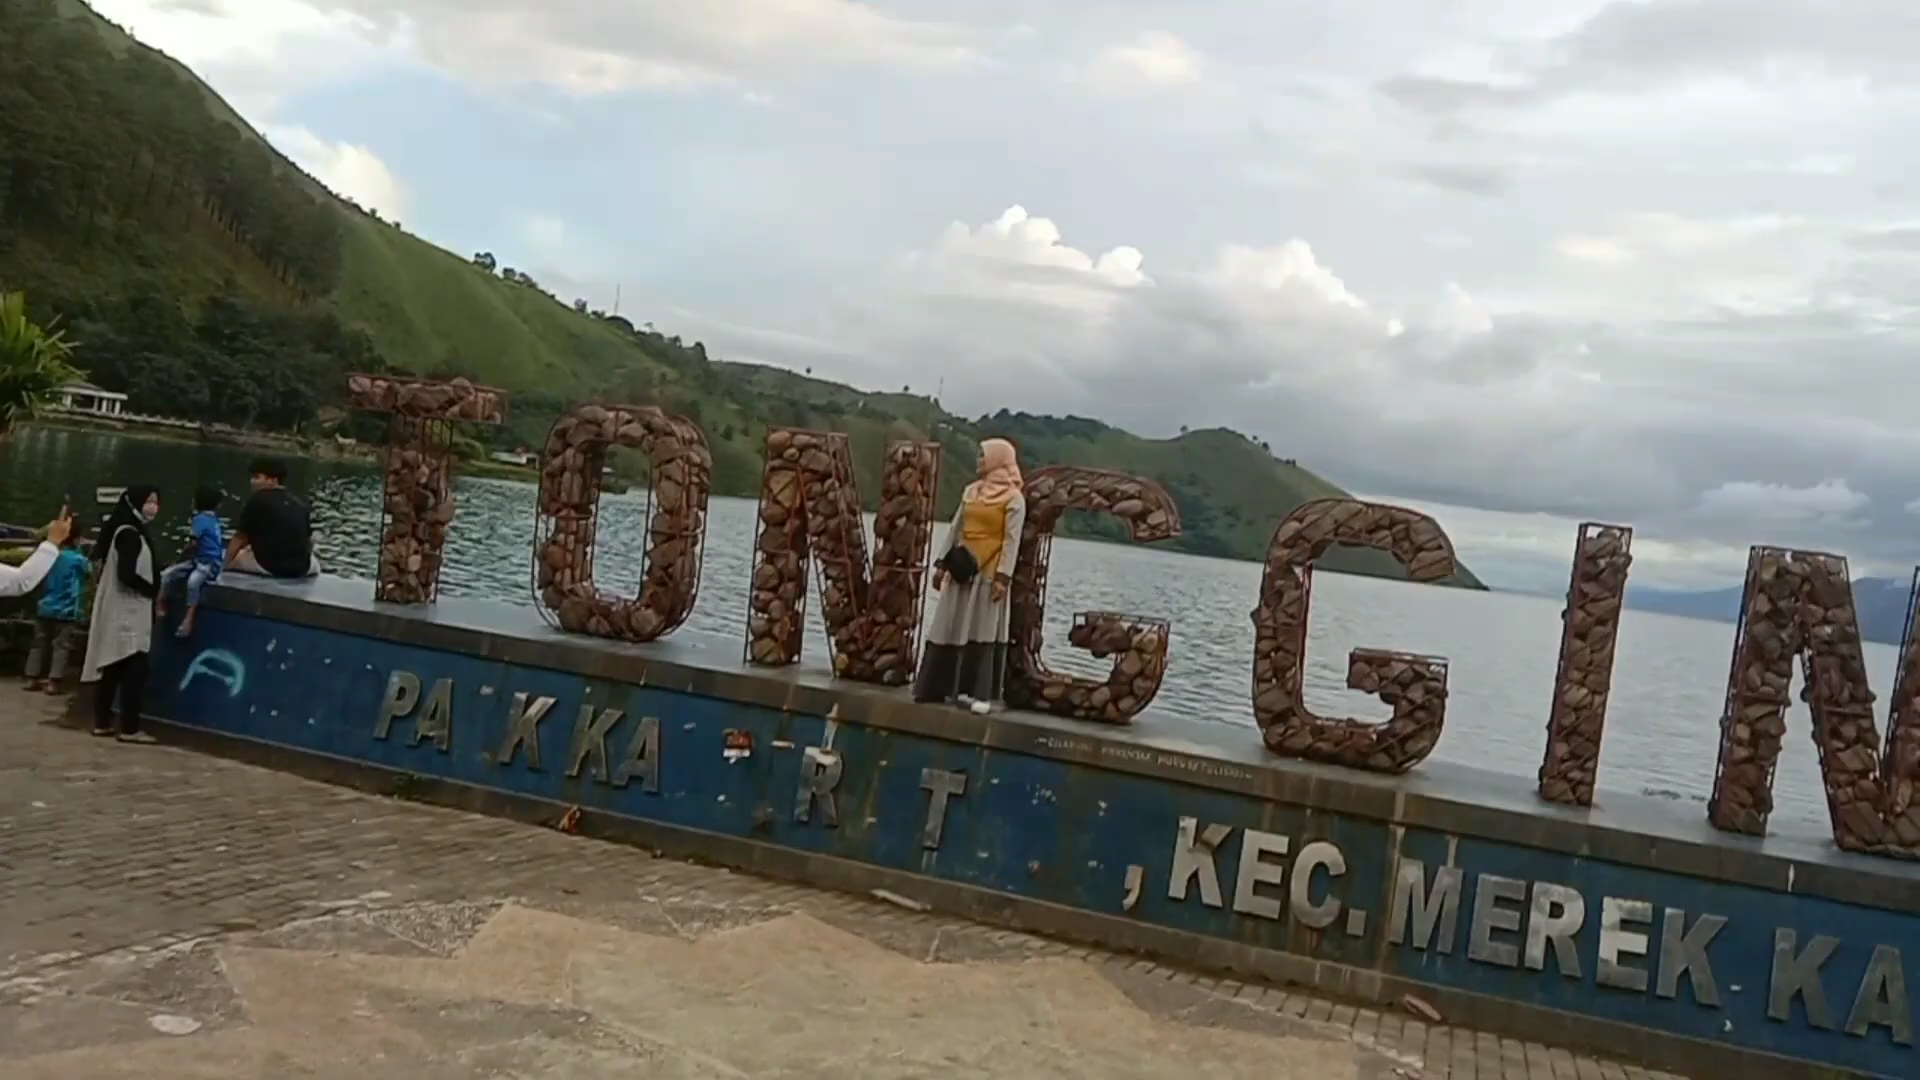 TONGGIN
PA KKA R T , KEC. MEREK KA